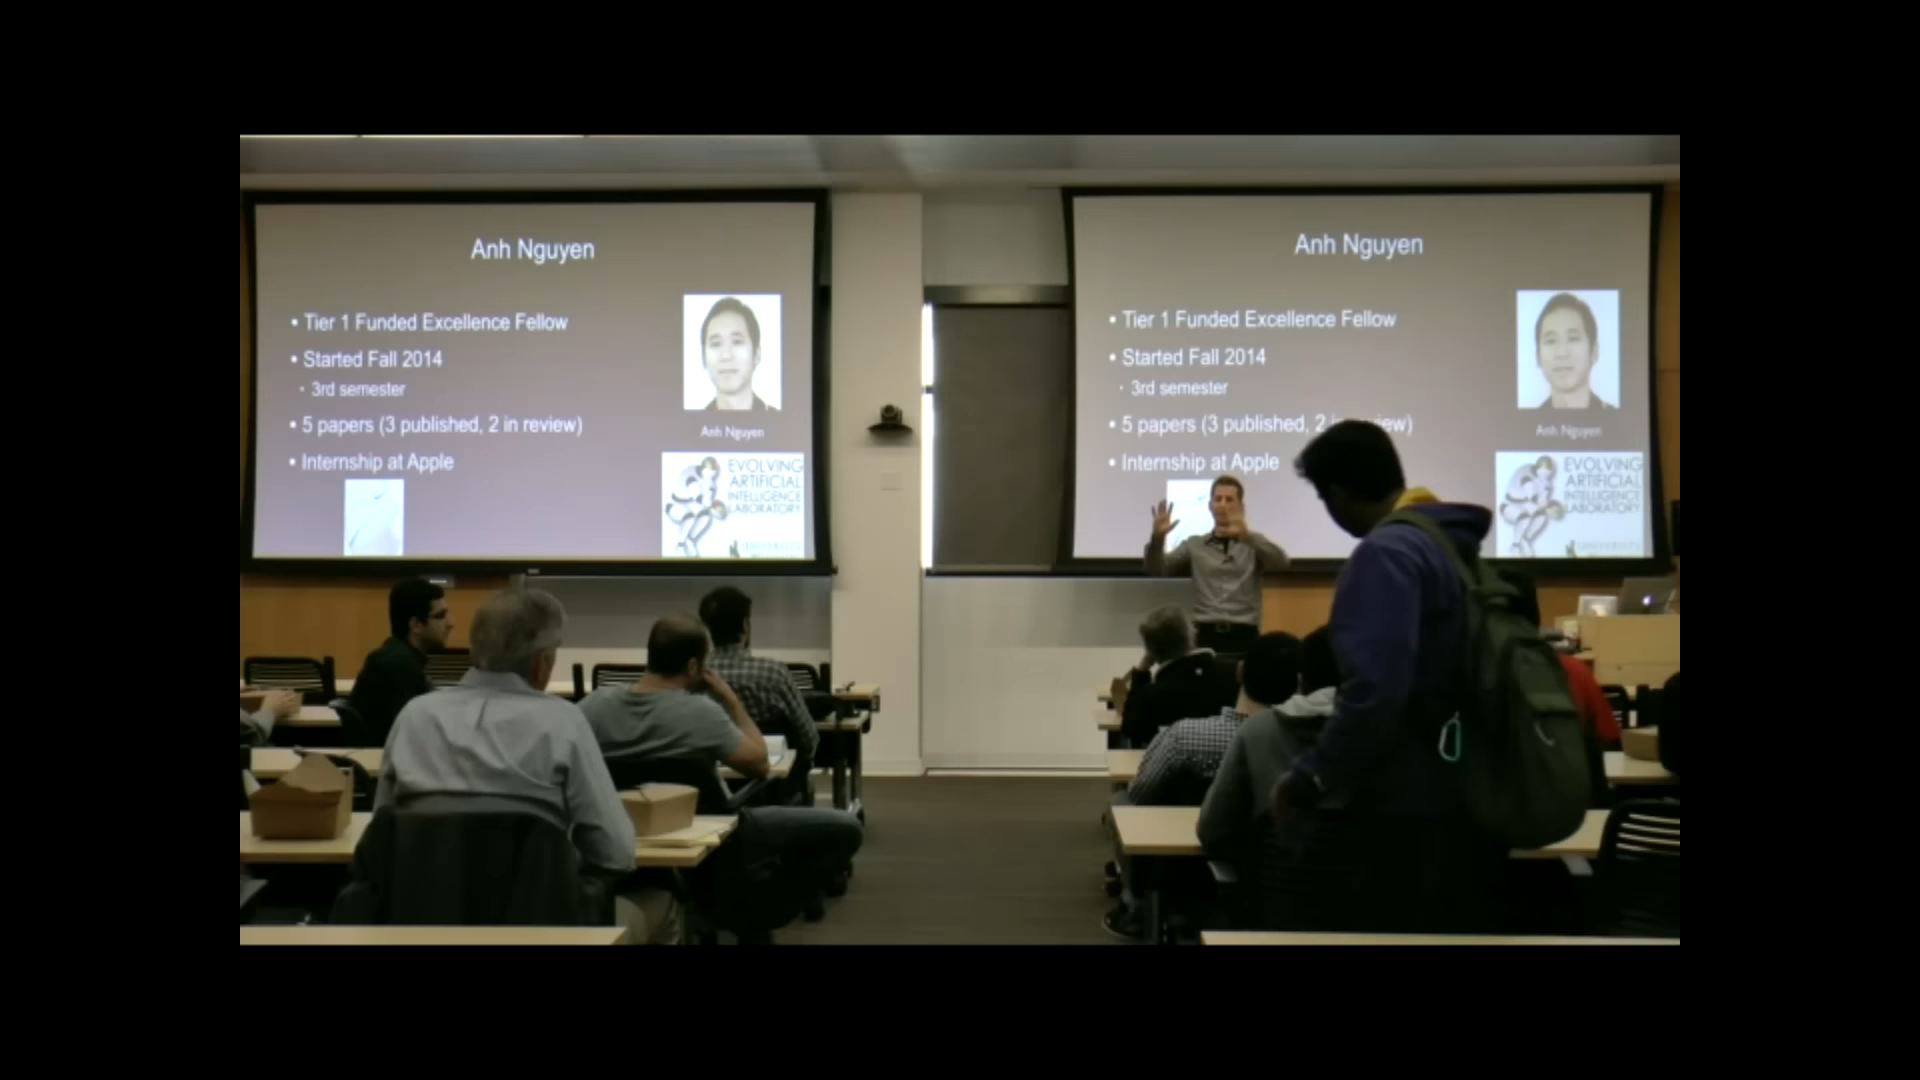 Anh Nguyen
• Tier 1 Funded Excellence Fellow
• Started Fall 2014
• 3rd semester
• 5 papers (3 published, 2 in review)
• Internship at Apple
Anh Nguyen
EVOLVING
ARTIFICIAL
INTELLIGENCE
LABORATORY
Anh Nguyen
• Tier 1 Funded Excellence Fellow
• Started Fall 2014
• 3rd semester
• 5 papers (3 published, 2 view)
• Internship at Apple
Anh Nguyen
EVOLVING
ARTIFICIAL
INTELLIGENCE
LABORATORY